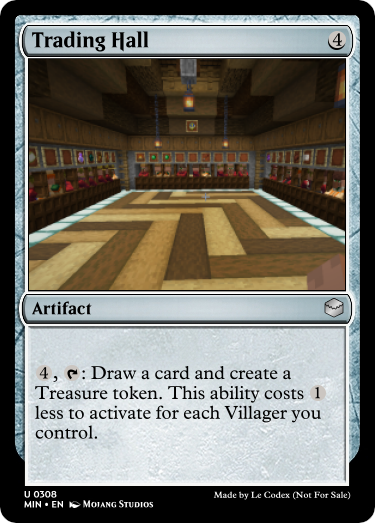 Trading Hall 4
Artifact
4, T: Draw a card and create a
Treasure token. This ability costs 1
less to activate for each Villager you
control.
U 0308
MIN • EN Mojang Studios
Made by Le Codex (Not For Sale)